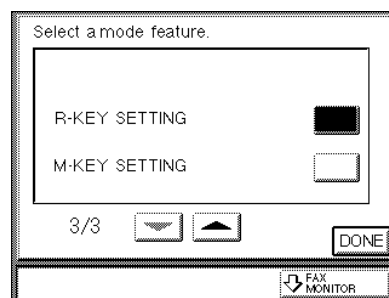 Select a mode feature.
R-KEY SETTING
M-KEY SETTING
3/3
DONE
FAX
MONITOR